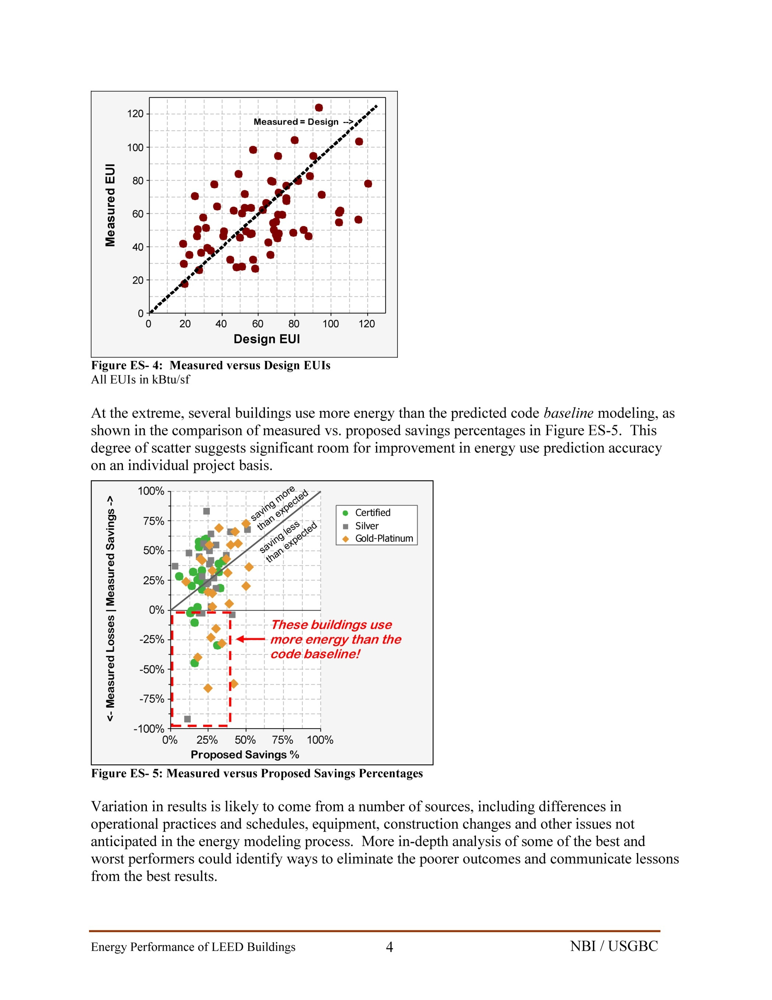 120
100
80
60
40
20
0
Measured EUI
Measured = Design -->
0 20 40 60 80 100 120
Design EUI
Figure ES- 4: Measured versus Design EUIs
All EUIs in kBtu/sf
At the extreme, several buildings use more energy than the predicted code baseline modeling, as
shown in the comparison of measured vs. proposed savings percentages in Figure ES-5. This
degree of scatter suggests significant room for improvement in energy use prediction accuracy
on an individual project basis.
<- Measured Losses | Measured Savings ->
100%
75%
50%
25%
0%
-25%
-50%
-75%
-100%
saving more
than expected
saving less
than expected
Certified
Silver
Gold-Platinum
These buildings use
more energy than the
code baseline!
0% 25% 50% 75% 100%
Proposed Savings %
Figure ES- 5: Measured versus Proposed Savings Percentages
Variation in results is likely to come from a number of sources, including differences in
operational practices and schedules, equipment, construction changes and other issues not
anticipated in the energy modeling process. More in-depth analysis of some of the best and
worst performers could identify ways to eliminate the poorer outcomes and communicate lessons
from the best results.
Energy Performance of LEED Buildings 4 NBI / USGBC